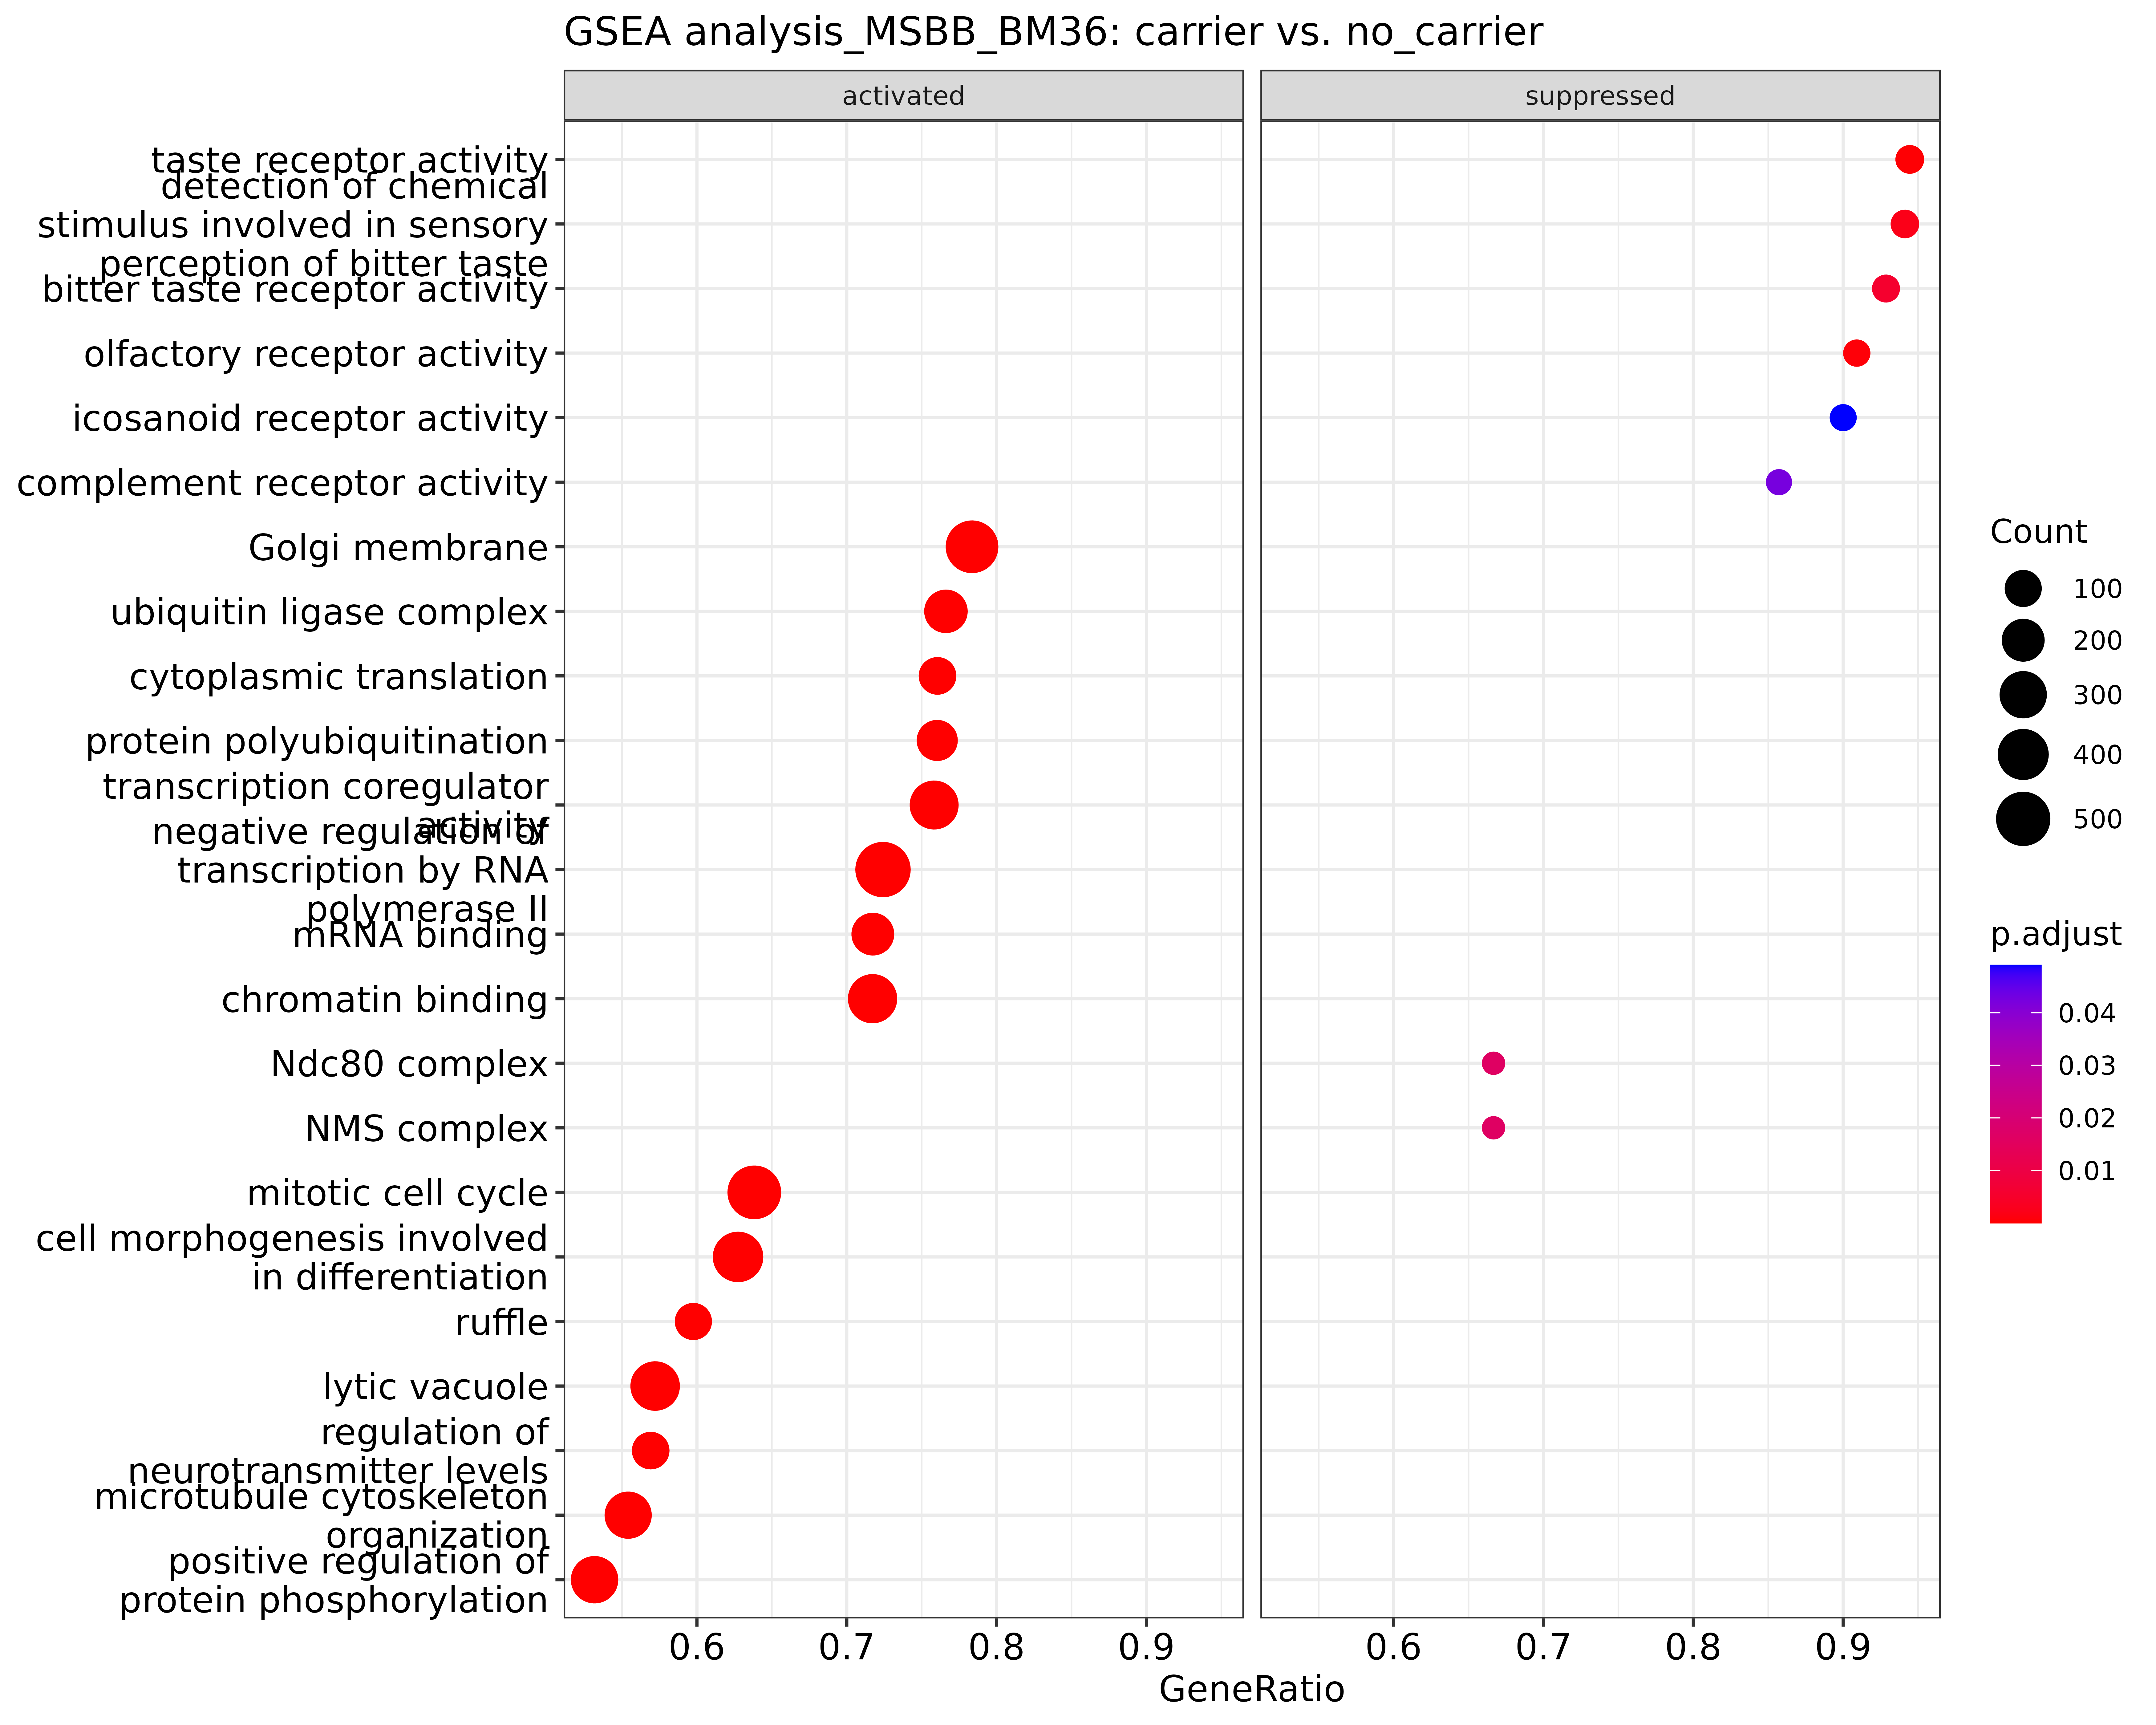 GSEA analysis_MSBB_BM36: carrier vs. no_carrier
activated
suppressed
taste receptor activity
detection of chemical
stimulus involved in sensory
perception of bitter taste
bitter taste receptor activity
olfactory receptor activity
icosanoid receptor activity
complement receptor activity
Golgi membrane
ubiquitin ligase complex
cytoplasmic translation
protein polyubiquitination
transcription coregulator
activity
negative regulation of
transcription by RNA
polymerase II
mRNA binding
chromatin binding
Ndc80 complex
NMS complex
mitotic cell cycle
cell morphogenesis involved
in differentiation
ruffle
lytic vacuole
regulation of
neurotransmitter levels
microtubule cytoskeleton
organization
positive regulation of
protein phosphorylation
0.6 0.7 0.8 0.9
0.6 0.7 0.8 0.9
GeneRatio
Count
100
200
300
400
500
p.adjust
0.04
0.03
0.02
0.01